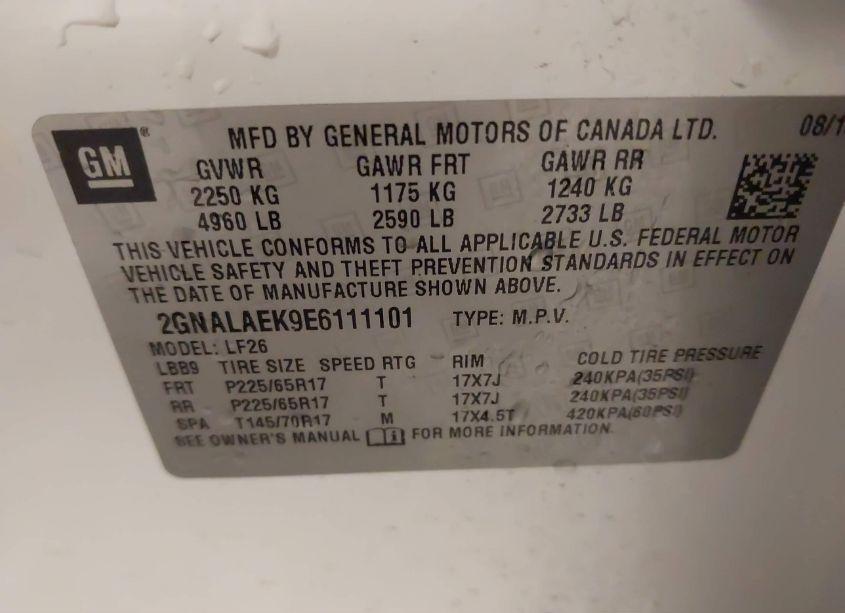 GM® MFD BY GENERAL MOTORS OF CANADA LTD. 08/1
GVWR GAWR FRT GAWR RR
2250 KG 1175 KG 1240 KG
4960 LB 2590 LB 2733 LB
THIS VEHICLE CONFORMS TO ALL APPLICABLE U.S. FEDERAL MOTOR
VEHICLE SAFETY AND THEFT PREVENTION STANDARDS IN EFFECT ON
THE DATE OF MANUFACTURE SHOWN ABOVE.
2GNALAEK9E6111101 TYPE: M.P.V.
MODEL: LF26
LBB9 TIRE SIZE SPEED RTG RIM COLD TIRE PRESSURE
FRT P225/65R17 T 17X7J 240KPA(35PSI)
RR P225/65R17 T 17X7J 240KPA(35PSI)
SPA T145/70R17 M 17X4.5T 420KPA(60PSI)
SEE OWNER'S MANUAL i FOR MORE INFORMATION.